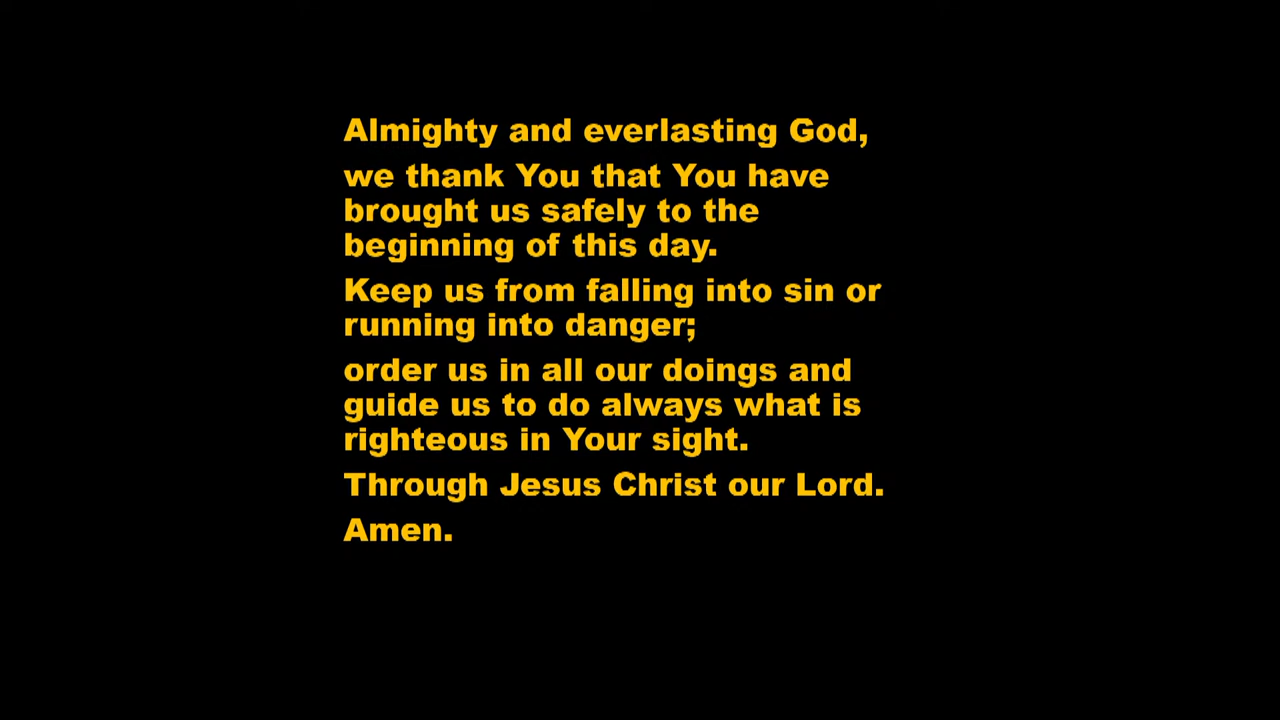 Almighty and everlasting God,
we thank You that You have
brought us safely to the
beginning of this day.
Keep us from falling into sin or
running into danger;
order us in all our doings and
guide us to do always what is
righteous in Your sight.
Through Jesus Christ our Lord.
Amen.